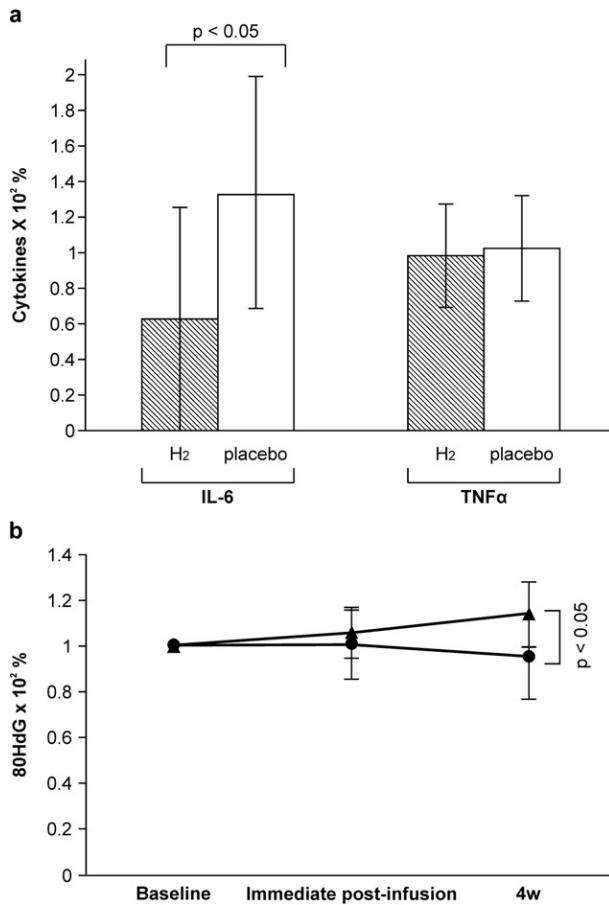 a
p < 0.05
Cytokines X 10² %
2
1.8
1.6
1.4
1.2
1
0.8
0.6
0.4
0.2
0
H₂ placebo H₂ placebo
IL-6 TNFα
b
80HdG x 10² %
1.4
1.2
1
0.8
0.6
0.4
0.2
0
p < 0.05
Baseline Immediate post-infusion 4w